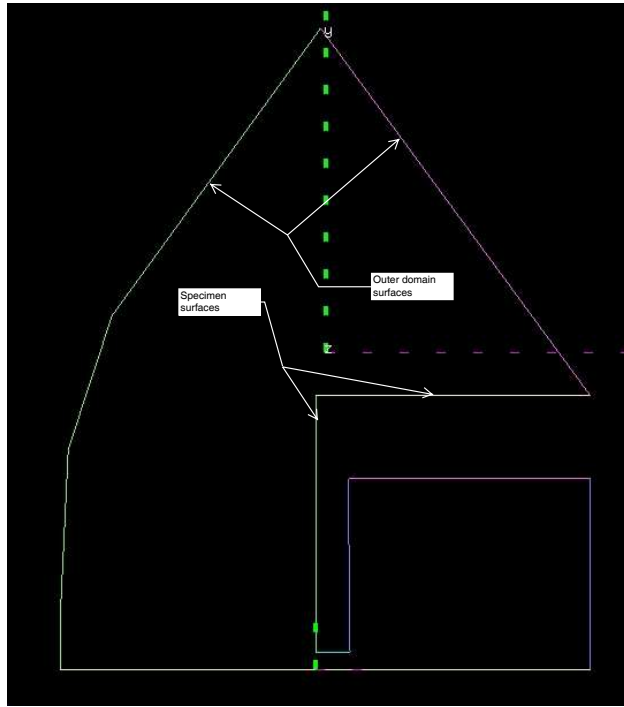 y
Outer domain
surfaces
Specimen
surfaces
z